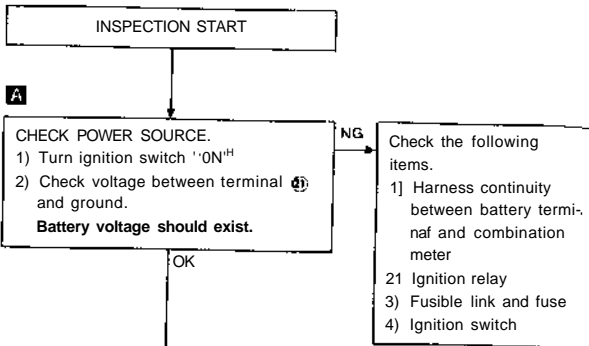 INSPECTION START
A
CHECK POWER SOURCE.
1) Turn ignition switch ''0N'H
2) Check voltage between terminal 21
and ground.
Battery voltage should exist.
NG
OK
Check the following
items.
1] Harness continuity
between battery termi-
naf and combination
meter
21 Ignition relay
3) Fusible link and fuse
4) Ignition switch